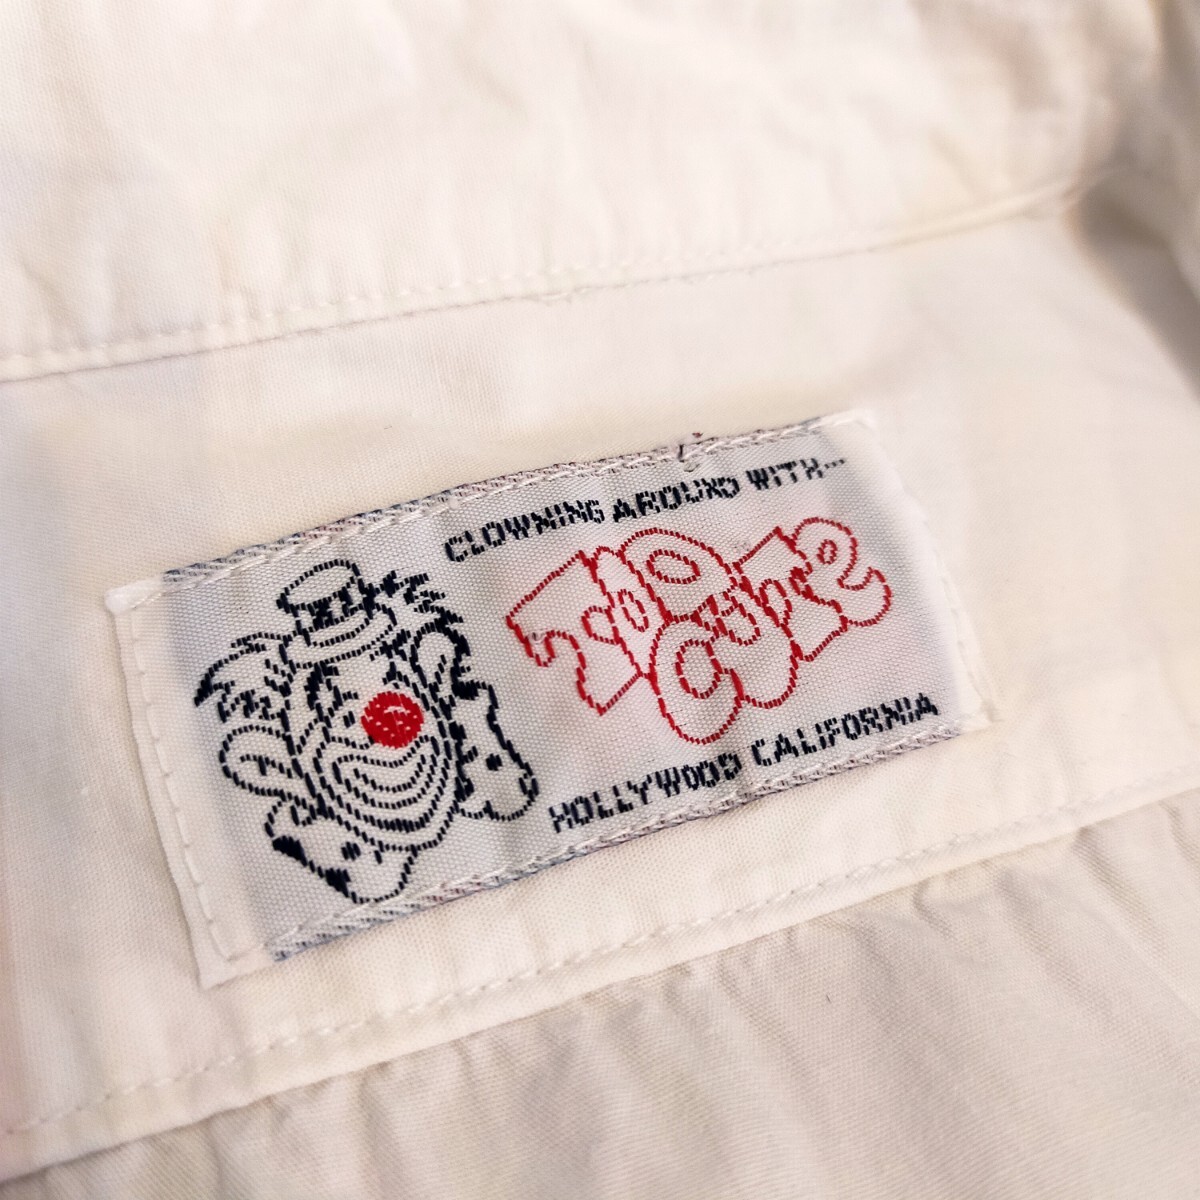 CLOWNING AROUND WITH...
TOO
CUTE
HOLLYWOOD CALIFORNIA